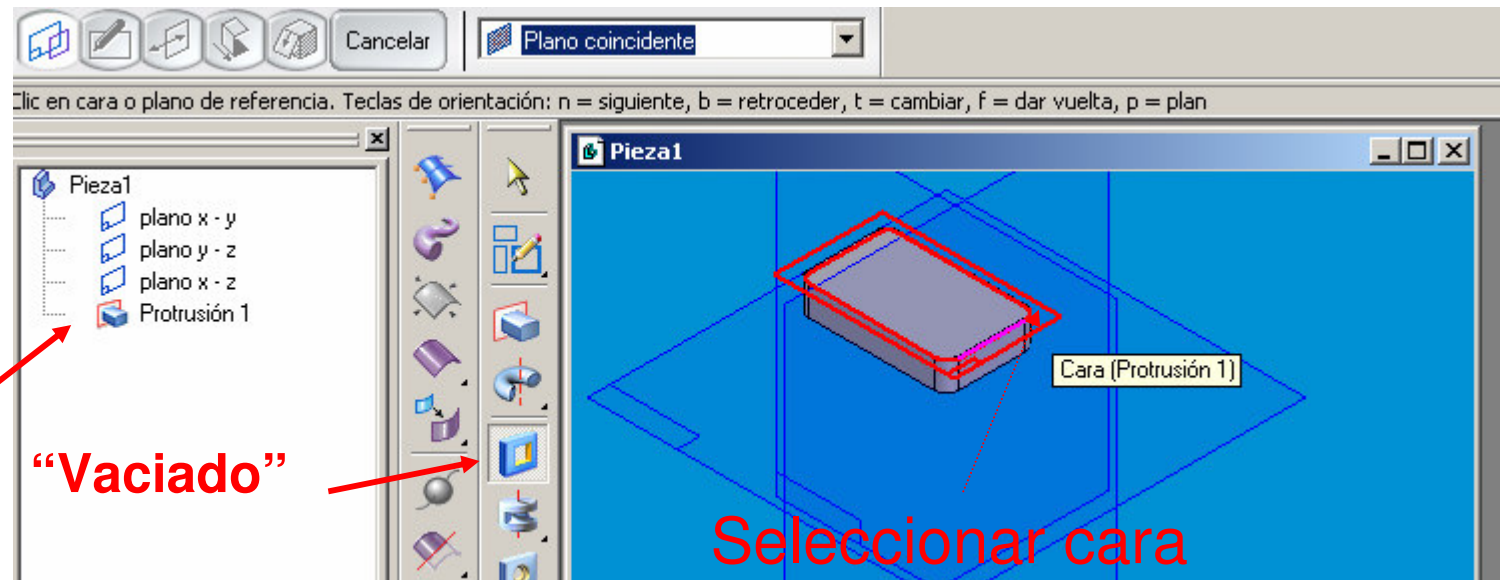 Cancelar
Plano coincidente
Clic en cara o plano de referencia. Teclas de orientación: n = siguiente, b = retroceder, t = cambiar, f = dar vuelta, p = plan
Pieza1
plano x - y
plano y - z
plano x - z
Protrusión 1
“Vaciado”
Pieza1
Cara (Protrusión 1)
Seleccionar cara